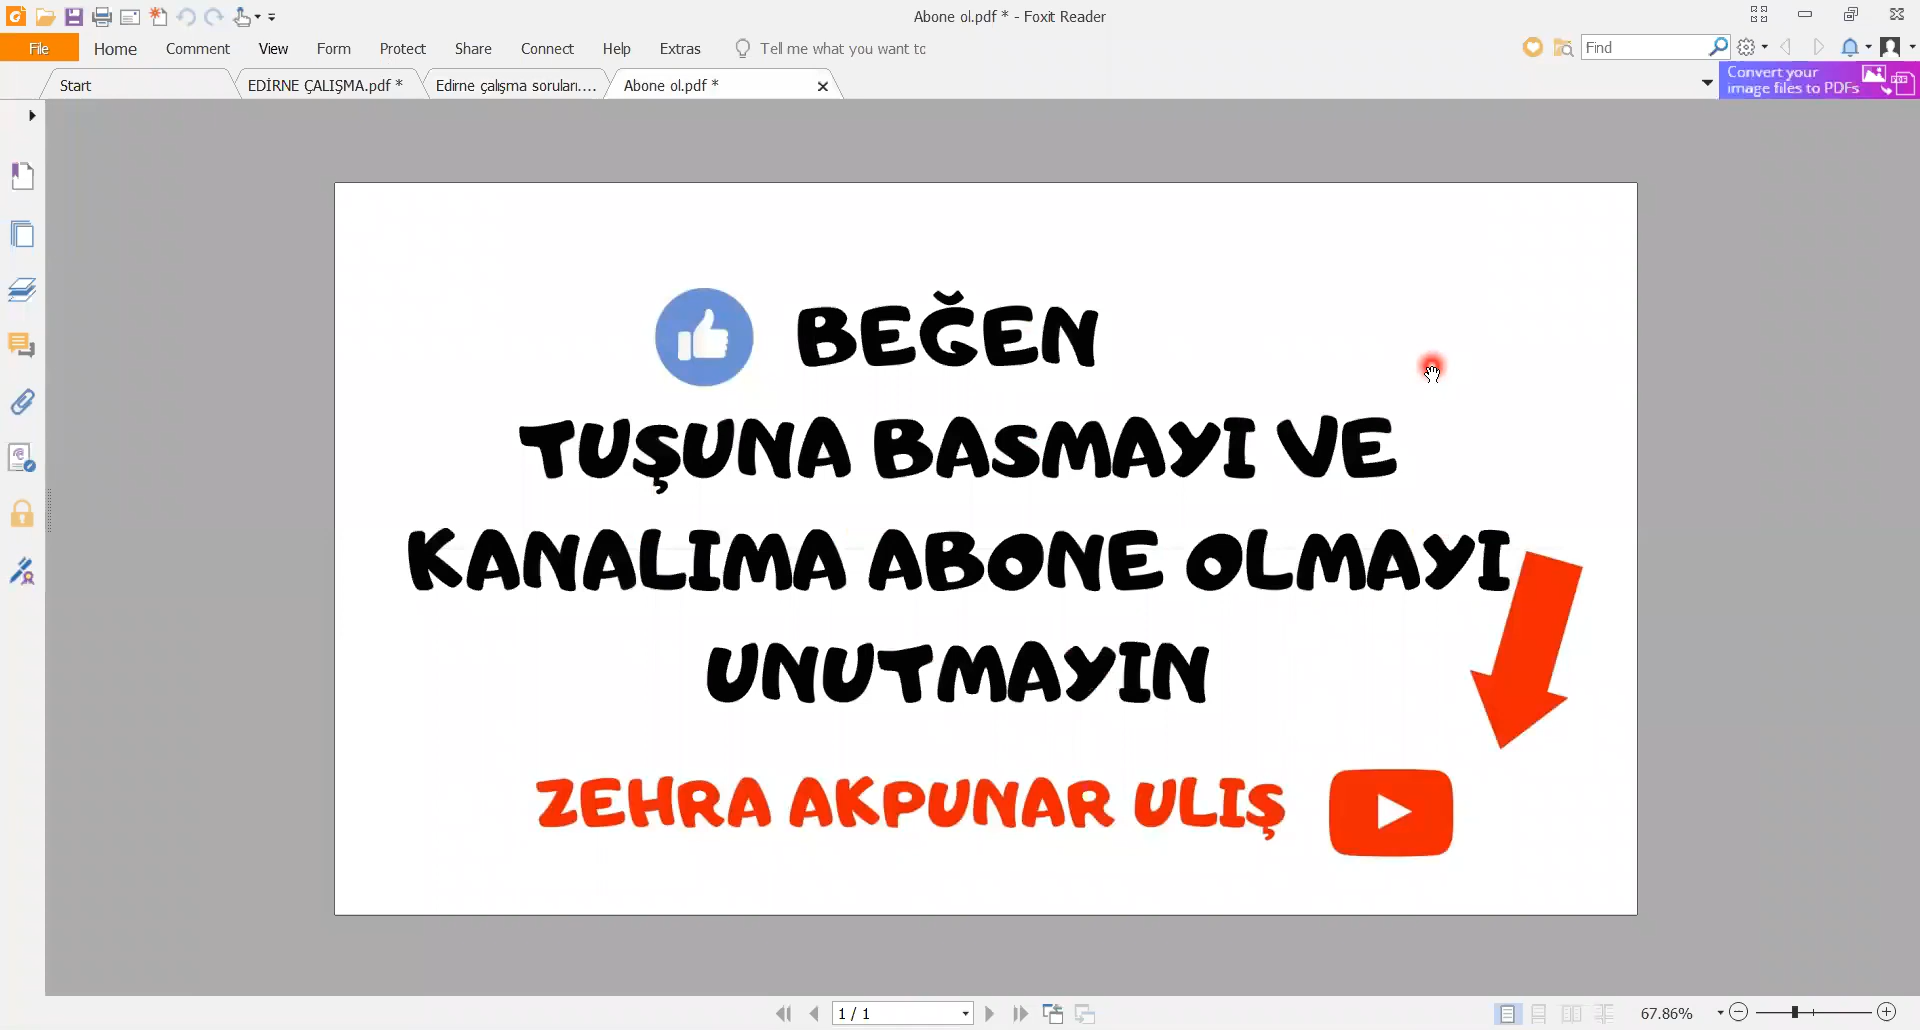 Abone ol.pdf * - Foxit Reader
File Home Comment View Form Protect Share Connect Help Extras Tell me what you want to Find
Start EDİRNE ÇALIŞMA.pdf * Edirne çalışma soruları.... Abone ol.pdf *
Convert your
image files to PDFs
BEĞEN
TUŞUNA BASMAYI VE
KANALIMA ABONE OLMAYI
UNUTMAYIN
ZEHRA AKPUNAR ULIŞ
1 / 1 67.86%